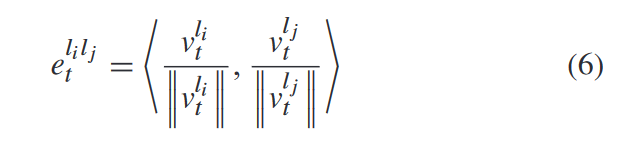 $e_t^{l_i l_j} = \left\langle \frac{v_t^{l_i}}{\left\| v_t^{l_i} \right\|}, \frac{v_t^{l_j}}{\left\| v_t^{l_j} \right\|} \right\rangle$ (6)